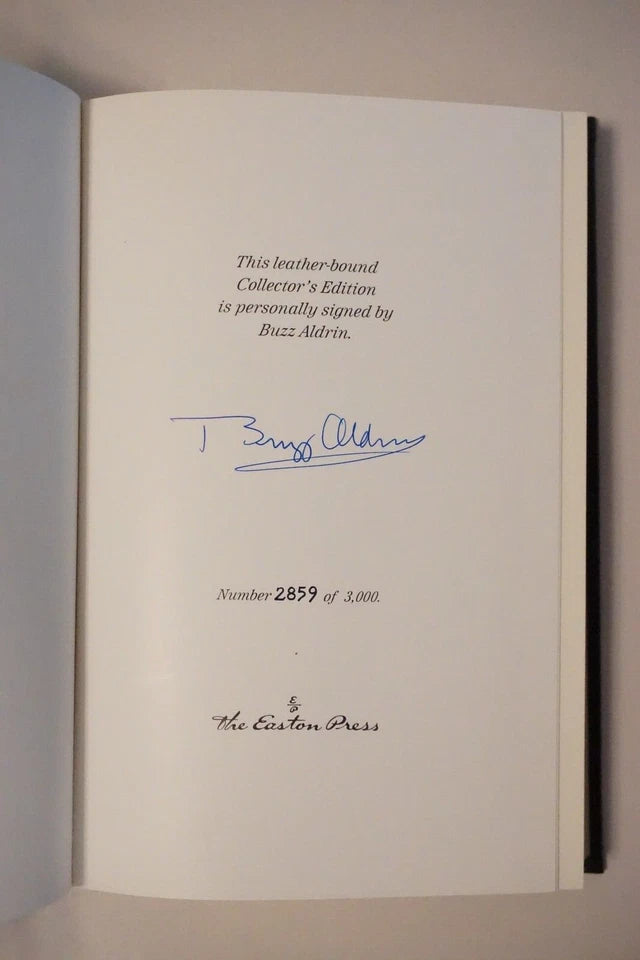 This leather-bound
Collector's Edition
is personally signed by
Buzz Aldrin.
Buzz Aldrin
Number 2859 of 3,000.
E/P
the Easton Press